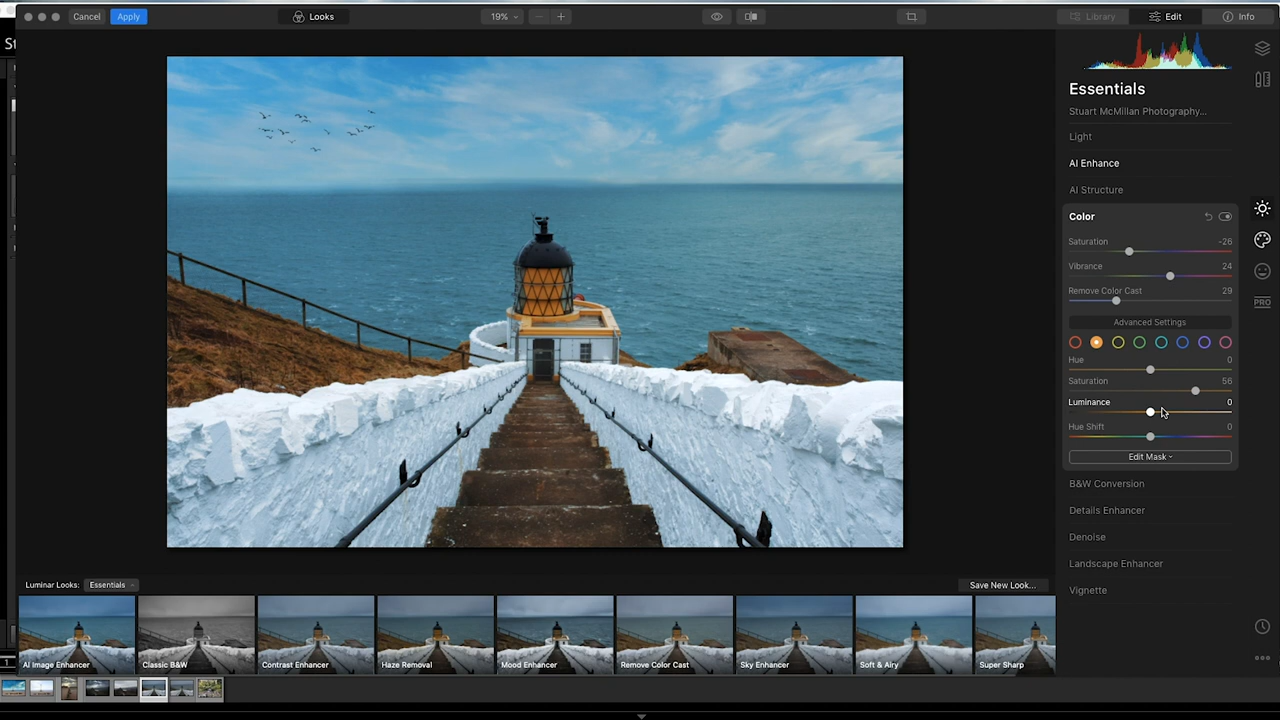 Cancel
Apply
Looks
19%
Library
Edit
Info
St
Essentials
Stuart McMillan Photography...
Light
AI Enhance
AI Structure
Color
Saturation -26
Vibrance 24
Remove Color Cast 29
Advanced Settings
Hue 0
Saturation 56
Luminance 0
Hue Shift 0
Edit Mask
B&W Conversion
Details Enhancer
Denoise
Landscape Enhancer
Vignette
PRO
Luminar Looks: Essentials
Save New Look...
AI Image Enhancer
Classic B&W
Contrast Enhancer
Haze Removal
Mood Enhancer
Remove Color Cast
Sky Enhancer
Soft & Airy
Super Sharp
1